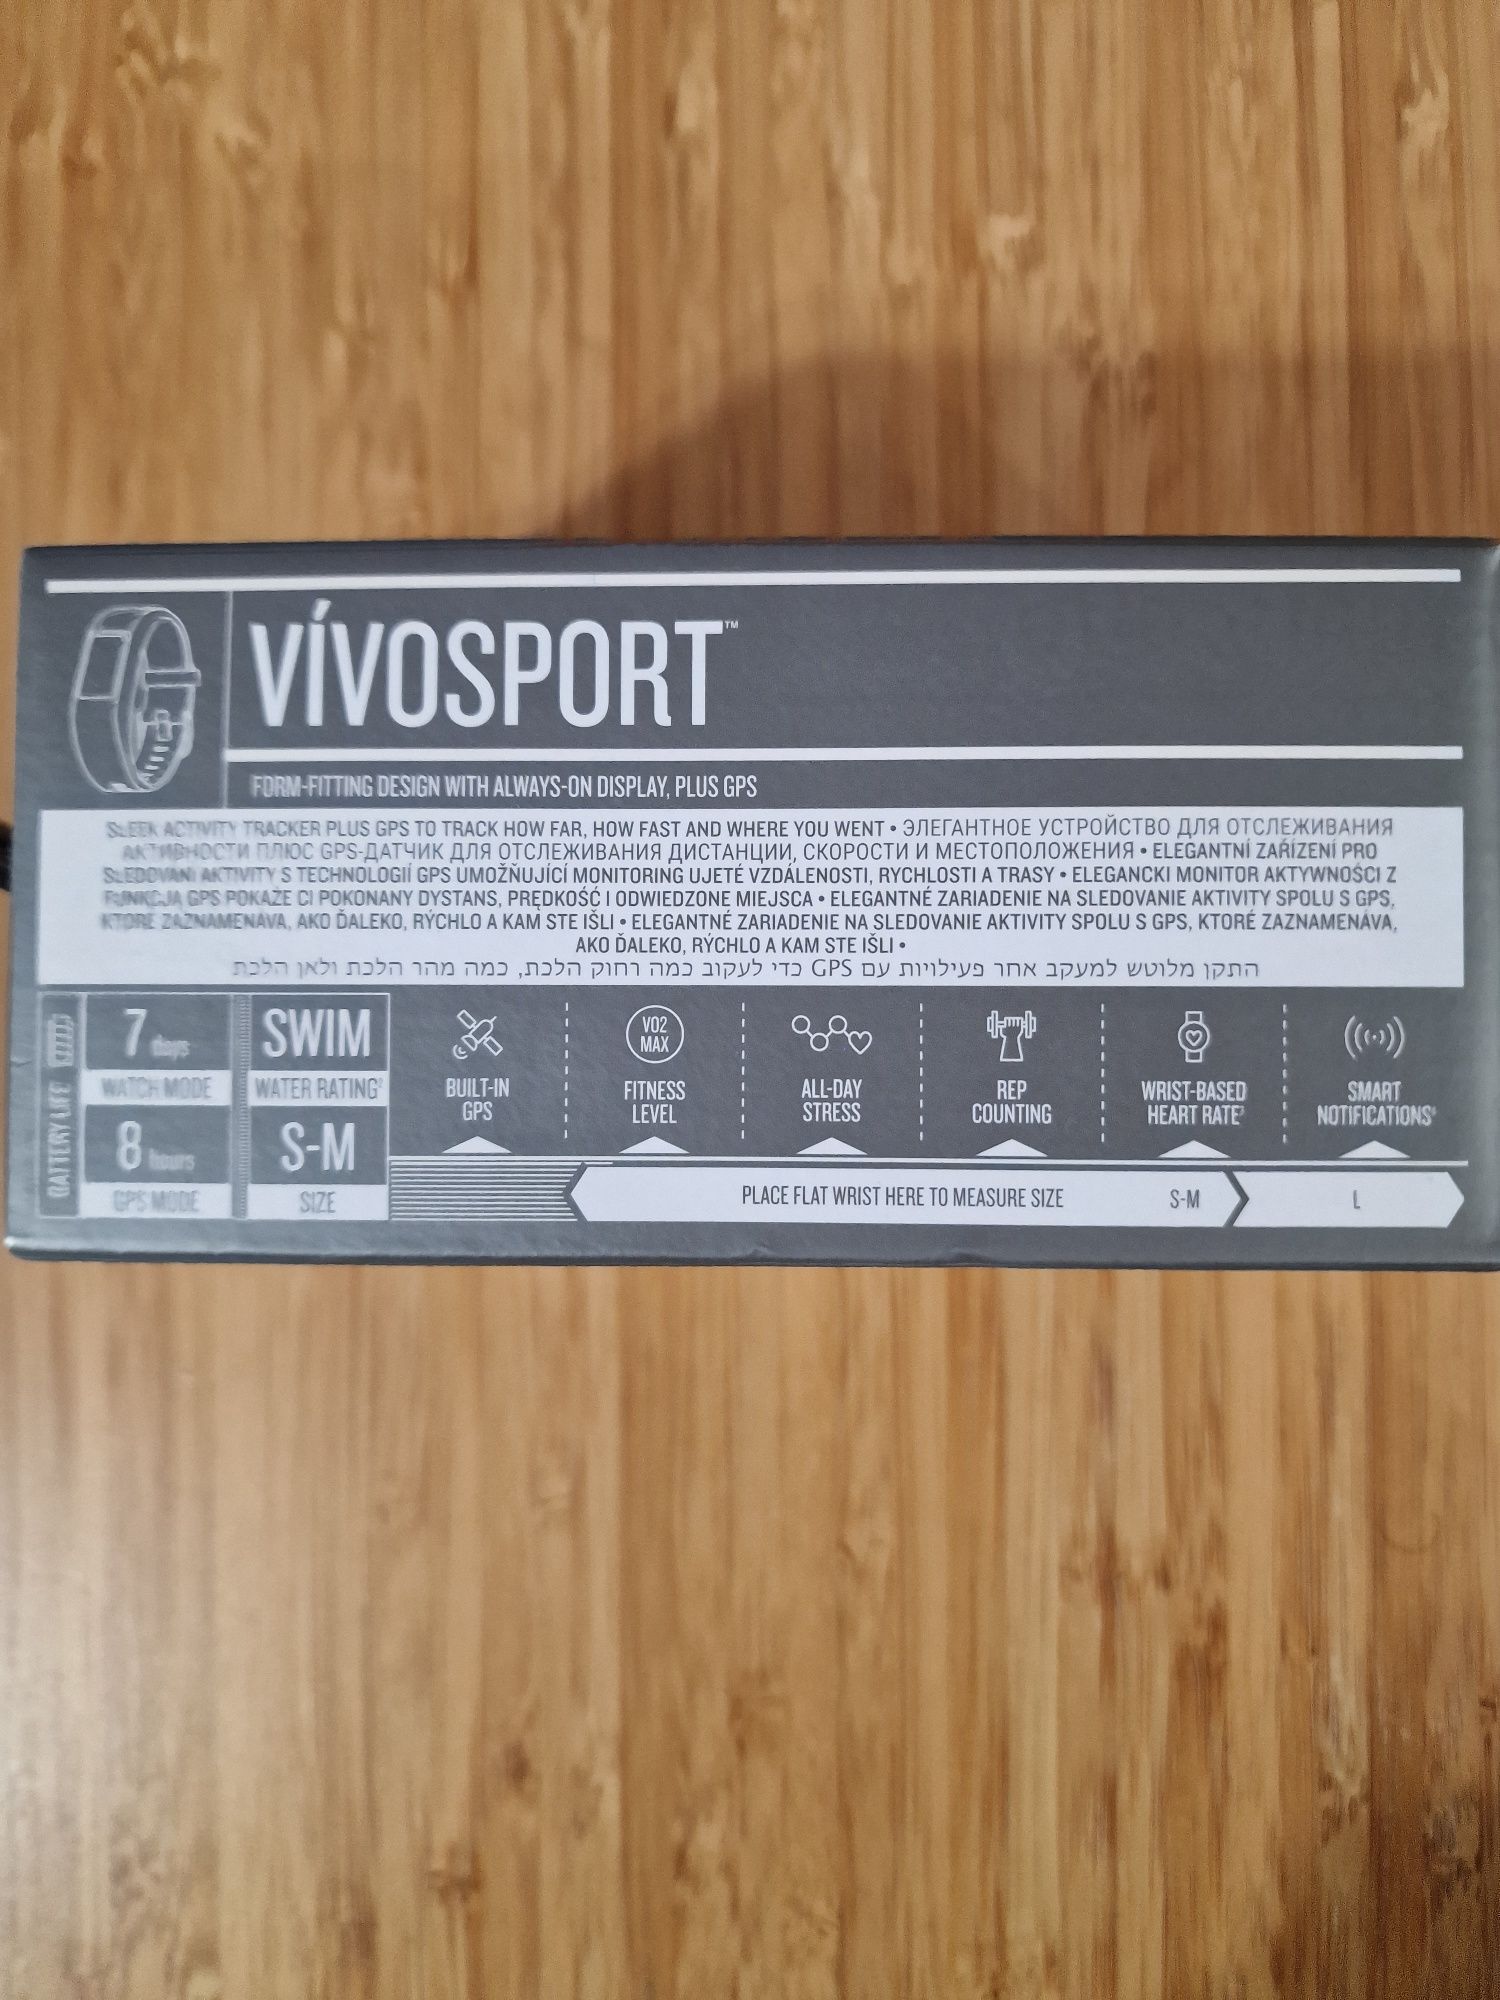 VÍVOSPORT™
FORM-FITTING DESIGN WITH ALWAYS-ON DISPLAY, PLUS GPS
SLEEK ACTIVITY TRACKER PLUS GPS TO TRACK HOW FAR, HOW FAST AND WHERE YOU WENT • ЭЛЕГАНТНОЕ УСТРОЙСТВО ДЛЯ ОТСЛЕЖИВАНИЯ
АКТИВНОСТИ ПЛЮС GPS-ДАТЧИК ДЛЯ ОТСЛЕЖИВАНИЯ ДИСТАНЦИИ, СКОРОСТИ И МЕСТОПОЛОЖЕНИЯ • ELEGANTNÍ ZAŘÍZENÍ PRO
SLEDOVÁNÍ AKTIVITY S TECHNOLOGIÍ GPS UMOŽŇUJÍCÍ MONITORING UJETÉ VZDÁLENOSTI, RYCHLOSTI A TRASY • ELEGANCKI MONITOR AKTYWNOŚCI Z
FUNKCJĄ GPS POKAŻE CI POKONANY DYSTANS, PRĘDKOŚĆ I ODWIEDZONE MIEJSCA • ELEGANTNÉ ZARIADENIE NA SLEDOVANIE AKTIVITY SPOLU S GPS,
KTORÉ ZAZNAMENÁVA, AKO ĎALEKO, RÝCHLO A KAM STE IŠLI • ELEGANTNÉ ZARIADENIE NA SLEDOVANIE AKTIVITY SPOLU S GPS, KTORÉ ZAZNAMENÁVA,
AKO ĎALEKO, RÝCHLO A KAM STE IŠLI •
התקן מלוטש למעקב אחר פעילויות עם GPS כדי לעקוב כמה רחוק הלכת, כמה מהר הלכת ולאן הלכת
BATTERY LIFE
7 days
WATCH MODE
8 hours
GPS MODE
SWIM
WATER RATING²
S-M
SIZE
BUILT-IN
GPS
VO2
MAX
FITNESS
LEVEL
ALL-DAY
STRESS
REP
COUNTING
WRIST-BASED
HEART RATE
SMART
NOTIFICATIONS
PLACE FLAT WRIST HERE TO MEASURE SIZE
S-M
L